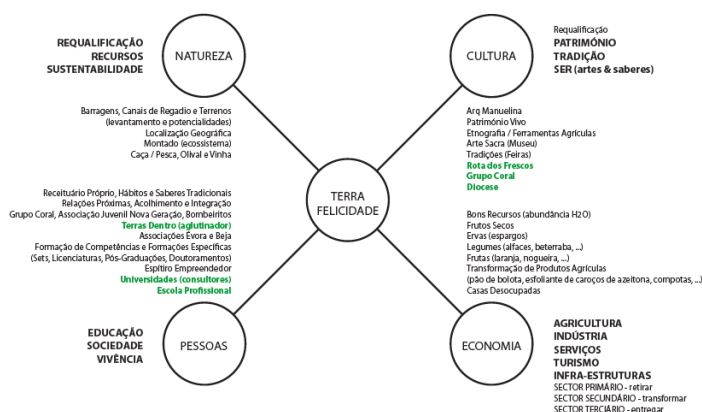 REQUALIFICAÇÃO
RECURSOS
SUSTENTABILIDADE
NATUREZA
Barragens, Canais de Regadio e Terrenos
(levantamento e potencialidades)
Localização Geográfica
Montado (ecossistema)
Caça / Pesca, Olival e Vinha
CULTURA
Requalificação
PATRIMÓNIO
TRADIÇÃO
SER (artes & saberes)
Arq Manuelina
Património Vivo
Etnografia / Ferramentas Agrículas
Arte Sacra (Museu)
Tradições (Feiras)
Rota dos Frescos
Grupo Coral
Diocese
TERRA
FELICIDADE
Receituário Próprio, Hábitos e Saberes Tradicionais
Relações Próximas, Acolhimento e Integração
Grupo Coral, Associação Juvenil Nova Geração, Bombeiritos
Terras Dentro (aglutinador)
Associações Évora e Beja
Formação de Competências e Formações Específicas
(Sets, Licenciaturas, Pós-Graduações, Doutoramentos)
Espítiro Empreendedor
Universidades (consultores)
Escola Profissional
EDUCAÇÃO
SOCIEDADE
VIVÊNCIA
PESSOAS
Bons Recursos (abundância H2O)
Frutos Secos
Ervas (espargos)
Legumes (alfaces, beterraba, ...)
Frutas (laranja, nogueira, ...)
Transformação de Produtos Agrículas
(pão de bolota, esfoliante de caroços de azeitona, compotas, ...)
Casas Desocupadas
ECONOMIA
AGRICULTURA
INDÚSTRIA
SERVIÇOS
TURISMO
INFRA-ESTRUTURAS
SECTOR PRIMÁRIO - retirar
SECTOR SECUNDÁRIO - transformar
SECTOR TERCIÁRIO - entregar